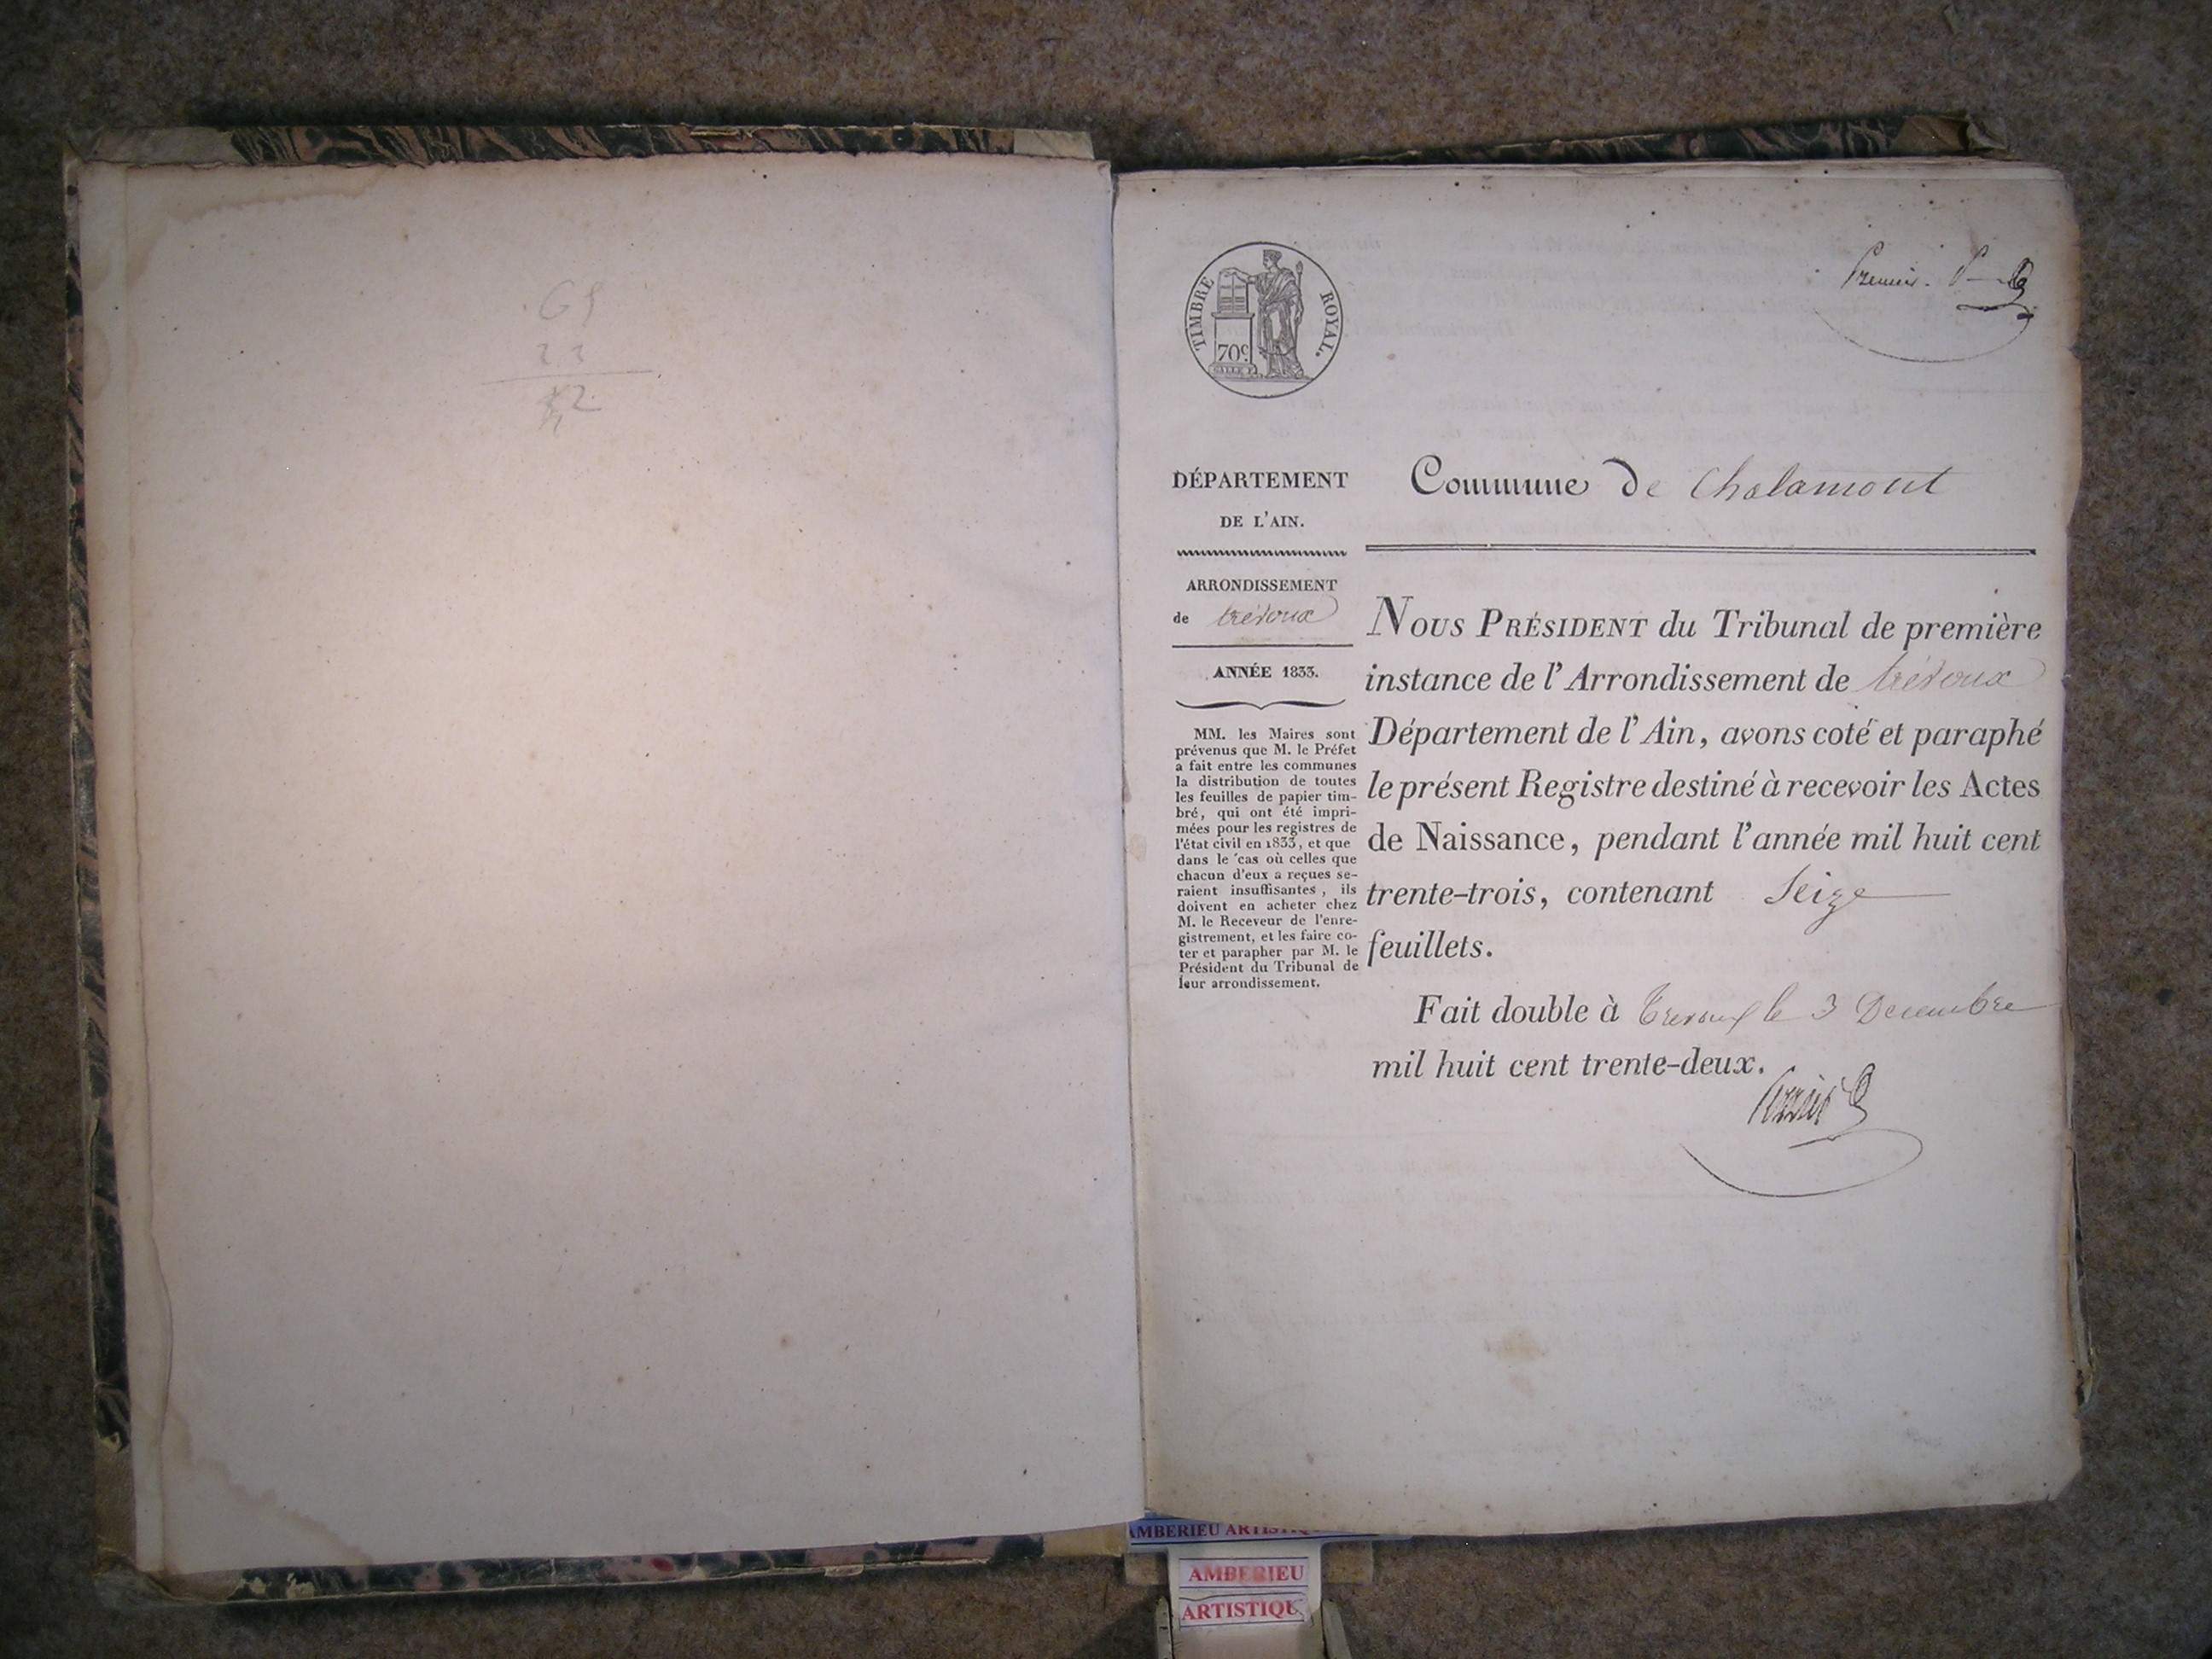 65
23
42
TIMBRE ROYAL.
70c.
Premier. P
DÉPARTEMENT
DE L'AIN.
ARRONDISSEMENT
de trévoux
ANNÉE 1833.
MM. les Maires sont
prévenus que M. le Préfet
a fait entre les communes
la distribution de toutes
les feuilles de papier tim-
bré, qui ont été impri-
mées pour les registres de
l'état civil en 1833, et que
dans le cas où celles que
chacun d'eux a reçues se-
raient insuffisantes, ils
doivent en acheter chez
M. le Receveur de l'enre-
gistrement, et les faire co-
ter et parapher par M. le
Président du Tribunal de
leur arrondissement.
Commune de Chalamont
NOUS PRÉSIDENT du Tribunal de première
instance de l'Arrondissement de trévoux
Département de l'Ain, avons coté et paraphé
le présent Registre destiné à recevoir les Actes
de Naissance, pendant l'année mil huit cent
trente-trois, contenant Seize
feuillets.
Fait double à Trevoux le 3 Decembre
mil huit cent trente-deux.
AMBERIEU
AMBERIEU
ARTISTIQUE